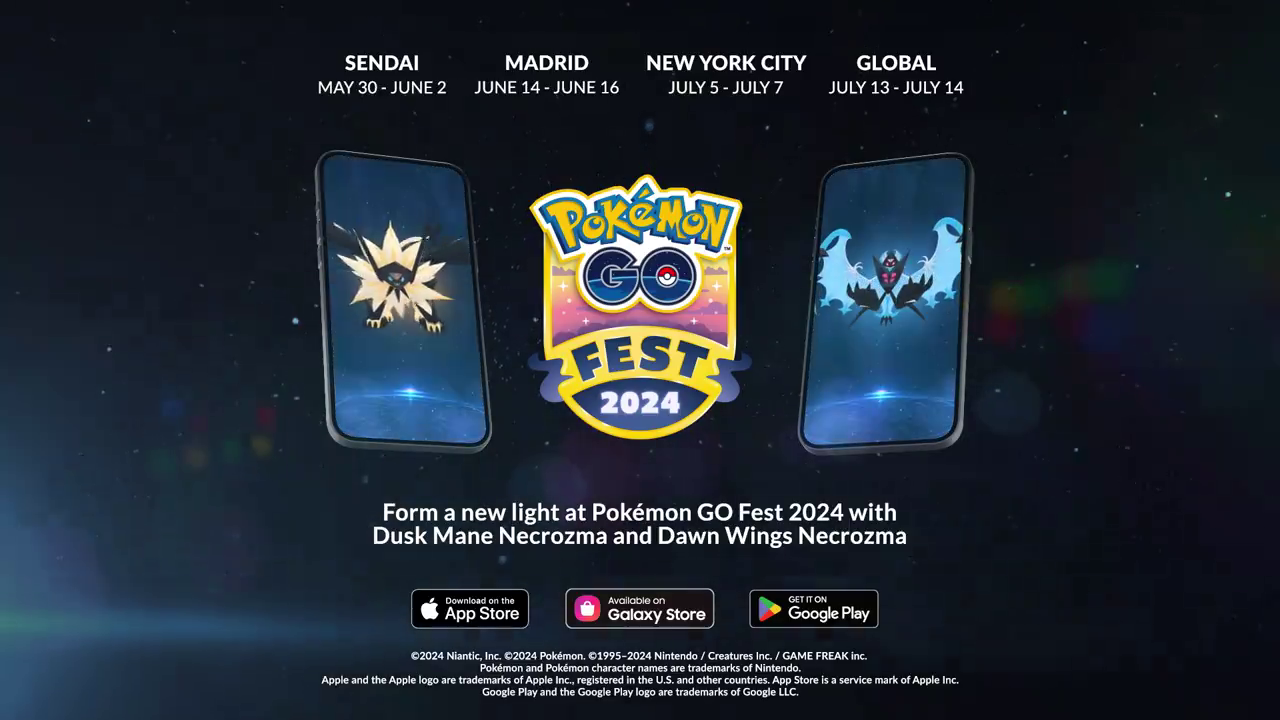 SENDAI MADRID NEW YORK CITY GLOBAL
MAY 30 - JUNE 2 JUNE 14 - JUNE 16 JULY 5 - JULY 7 JULY 13 - JULY 14
POKéMON
TM
GO
FEST
2024
Form a new light at Pokémon GO Fest 2024 with
Dusk Mane Necrozma and Dawn Wings Necrozma
Download on the
App Store
Available on
Galaxy Store
GET IT ON
Google Play
©2024 Niantic, Inc. ©2024 Pokémon. ©1995–2024 Nintendo / Creatures Inc. / GAME FREAK inc.
Pokémon and Pokémon character names are trademarks of Nintendo.
Apple and the Apple logo are trademarks of Apple Inc., registered in the U.S. and other countries. App Store is a service mark of Apple Inc.
Google Play and the Google Play logo are trademarks of Google LLC.